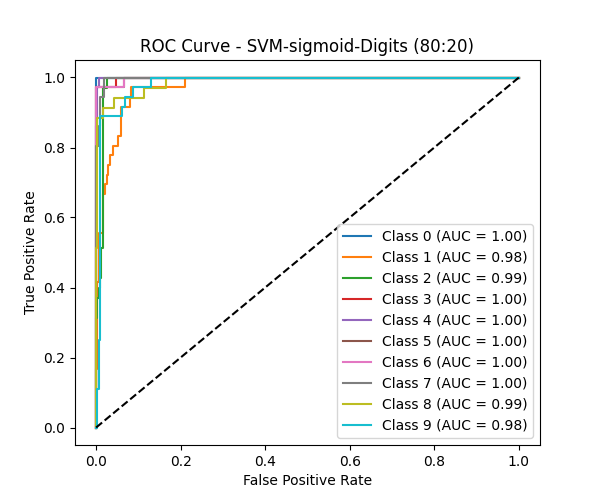 ROC Curve - SVM-sigmoid-Digits (80:20)
True Positive Rate
1.0
0.8
0.6
0.4
0.2
0.0
Class 0 (AUC = 1.00)
Class 1 (AUC = 0.98)
Class 2 (AUC = 0.99)
Class 3 (AUC = 1.00)
Class 4 (AUC = 1.00)
Class 5 (AUC = 1.00)
Class 6 (AUC = 1.00)
Class 7 (AUC = 1.00)
Class 8 (AUC = 0.99)
Class 9 (AUC = 0.98)
0.0 0.2 0.4 0.6 0.8 1.0
False Positive Rate